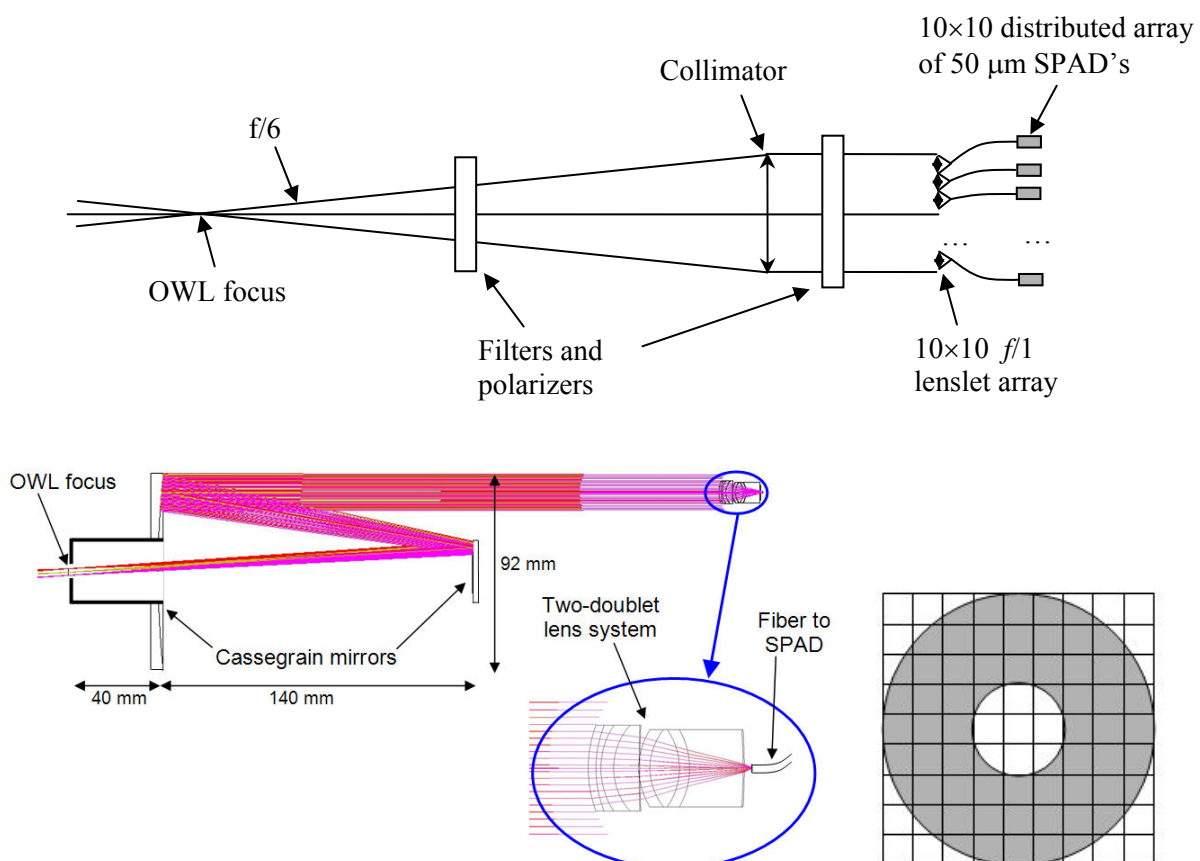 10×10 distributed array
of 50 μm SPAD’s
Collimator
f/6
OWL focus
Filters and
polarizers
... ...
10×10 f/1
lenslet array
OWL focus
92 mm
Two-doublet
lens system
Fiber to
SPAD
Cassegrain mirrors
40 mm
140 mm